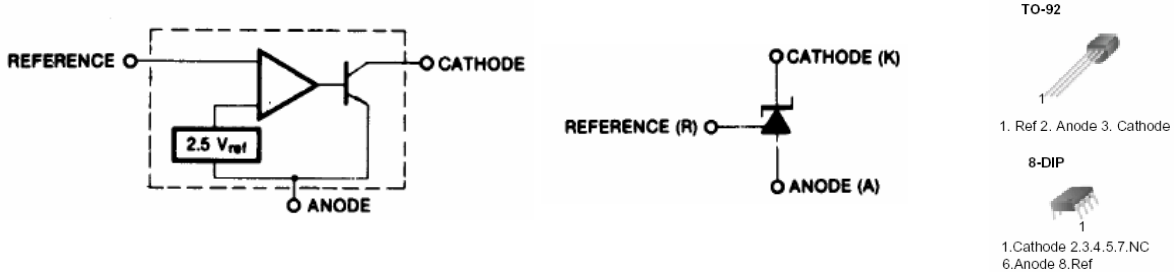 REFERENCE
CATHODE
2.5 Vref
ANODE
CATHODE (K)
REFERENCE (R)
ANODE (A)
TO-92
1
1. Ref 2. Anode 3. Cathode
8-DIP
1
1.Cathode 2.3.4.5.7.NC
6.Anode 8.Ref